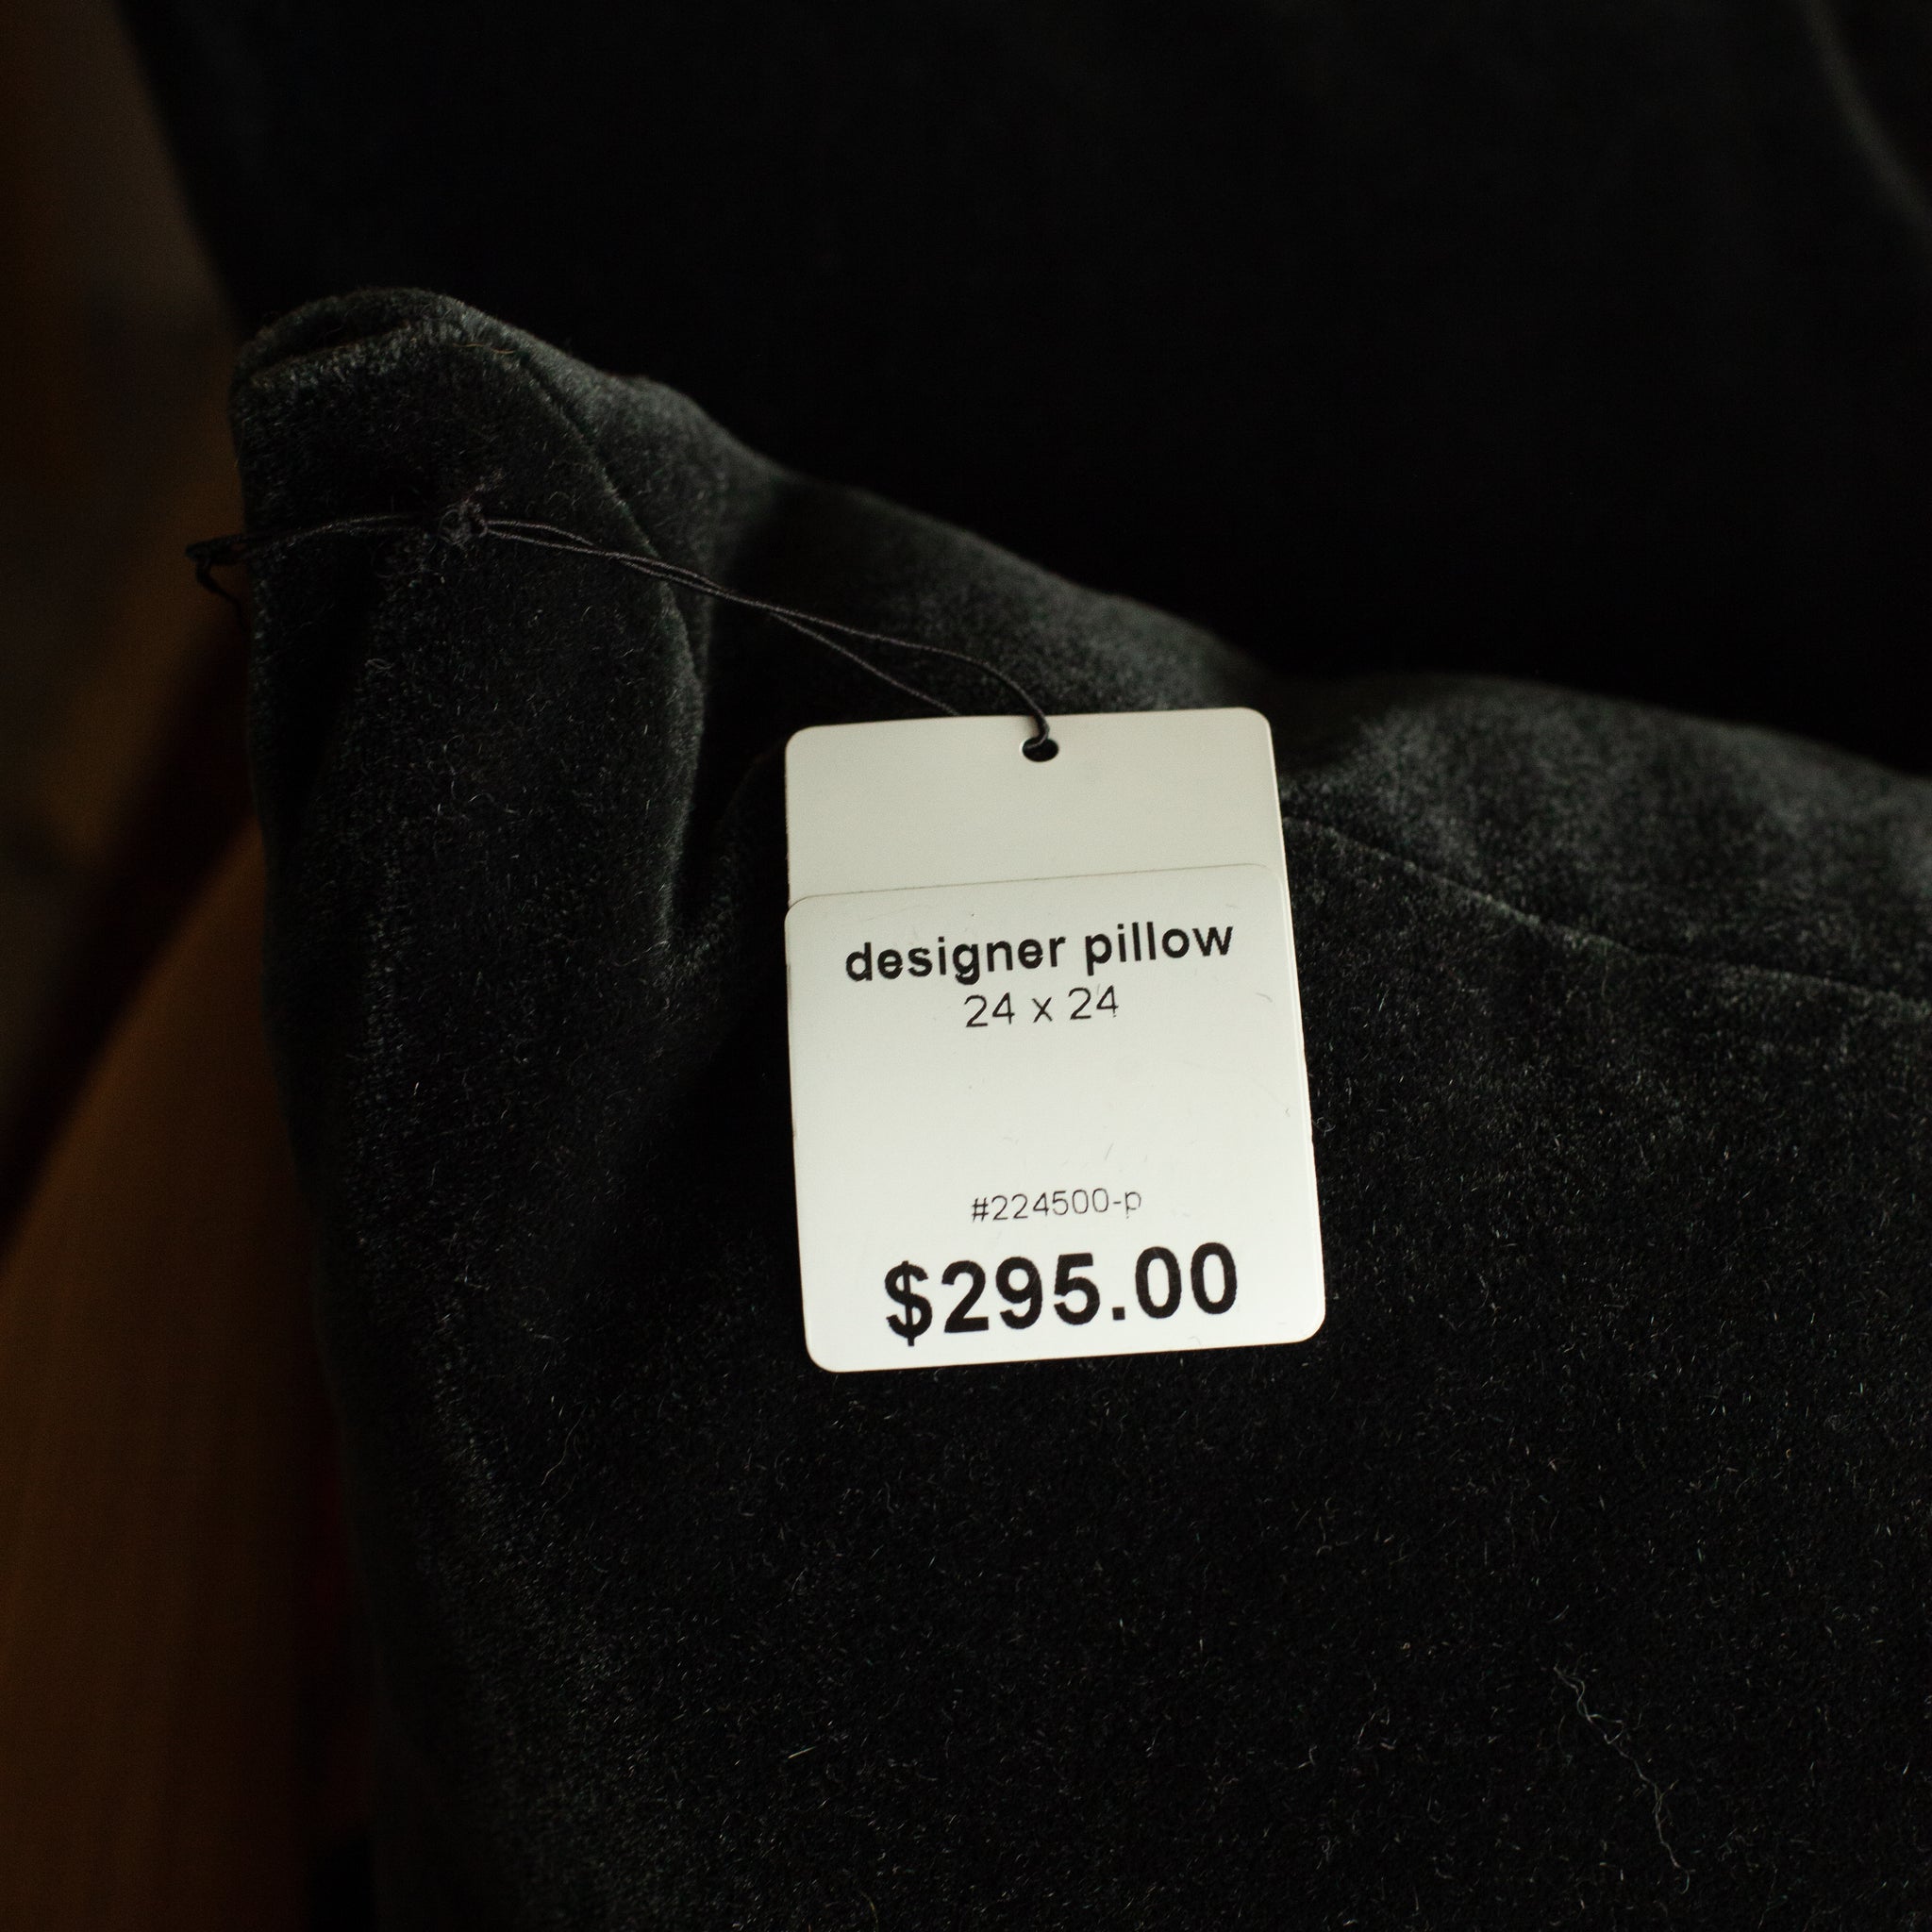 designer pillow
24 x 24
#224500-p
$295.00